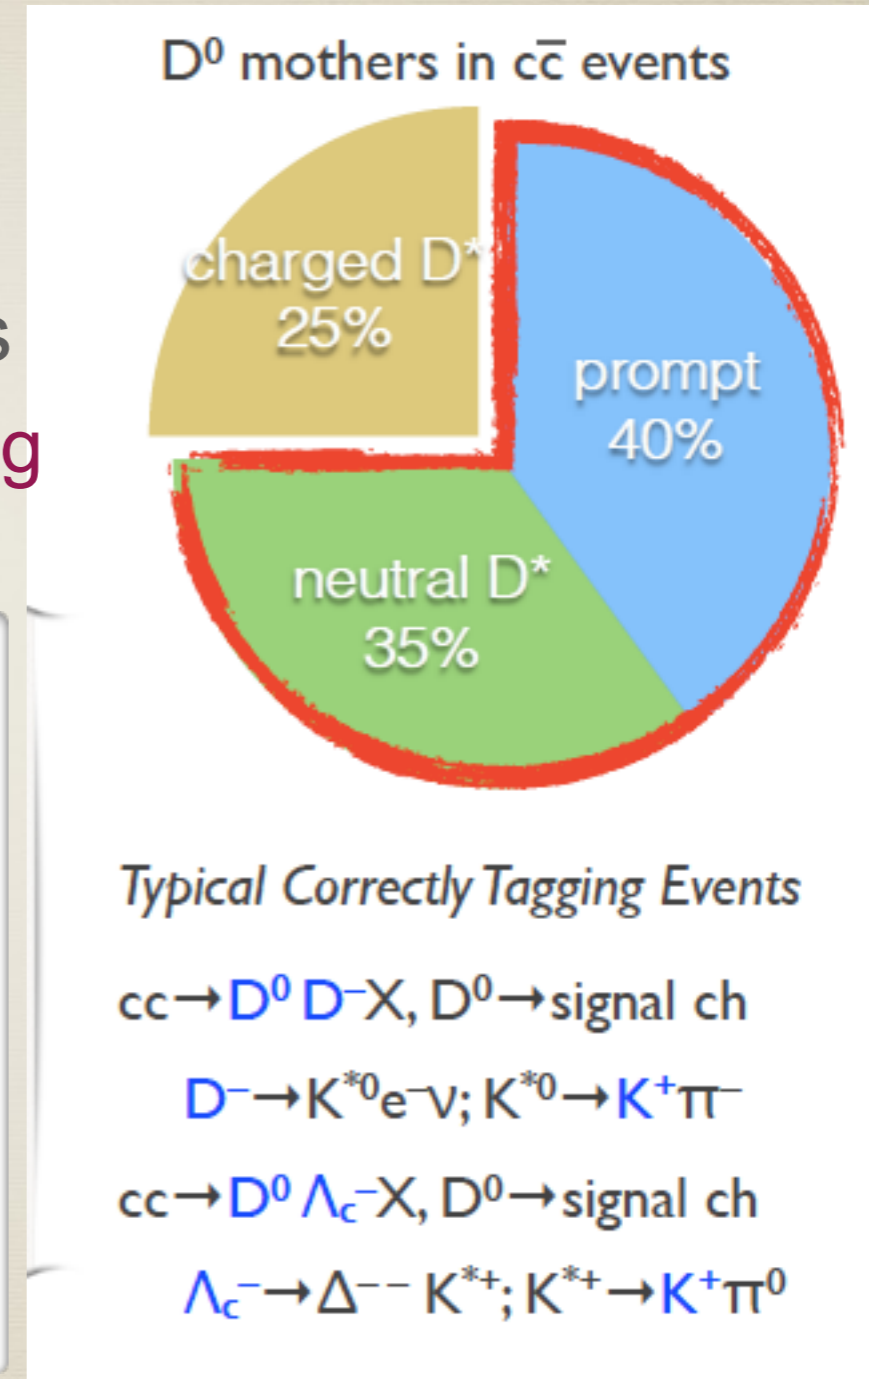 D⁰ mothers in cc̄ events
charged D*
25%
s
prompt
40%
g
neutral D*
35%
Typical Correctly Tagging Events
cc→D⁰ D⁻X, D⁰→signal ch
D⁻→K*⁰e⁻ν; K*⁰→K⁺π⁻
cc→D⁰ Λc⁻X, D⁰→signal ch
Λc⁻→Δ⁻⁻ K*⁺; K*⁺→K⁺π⁰